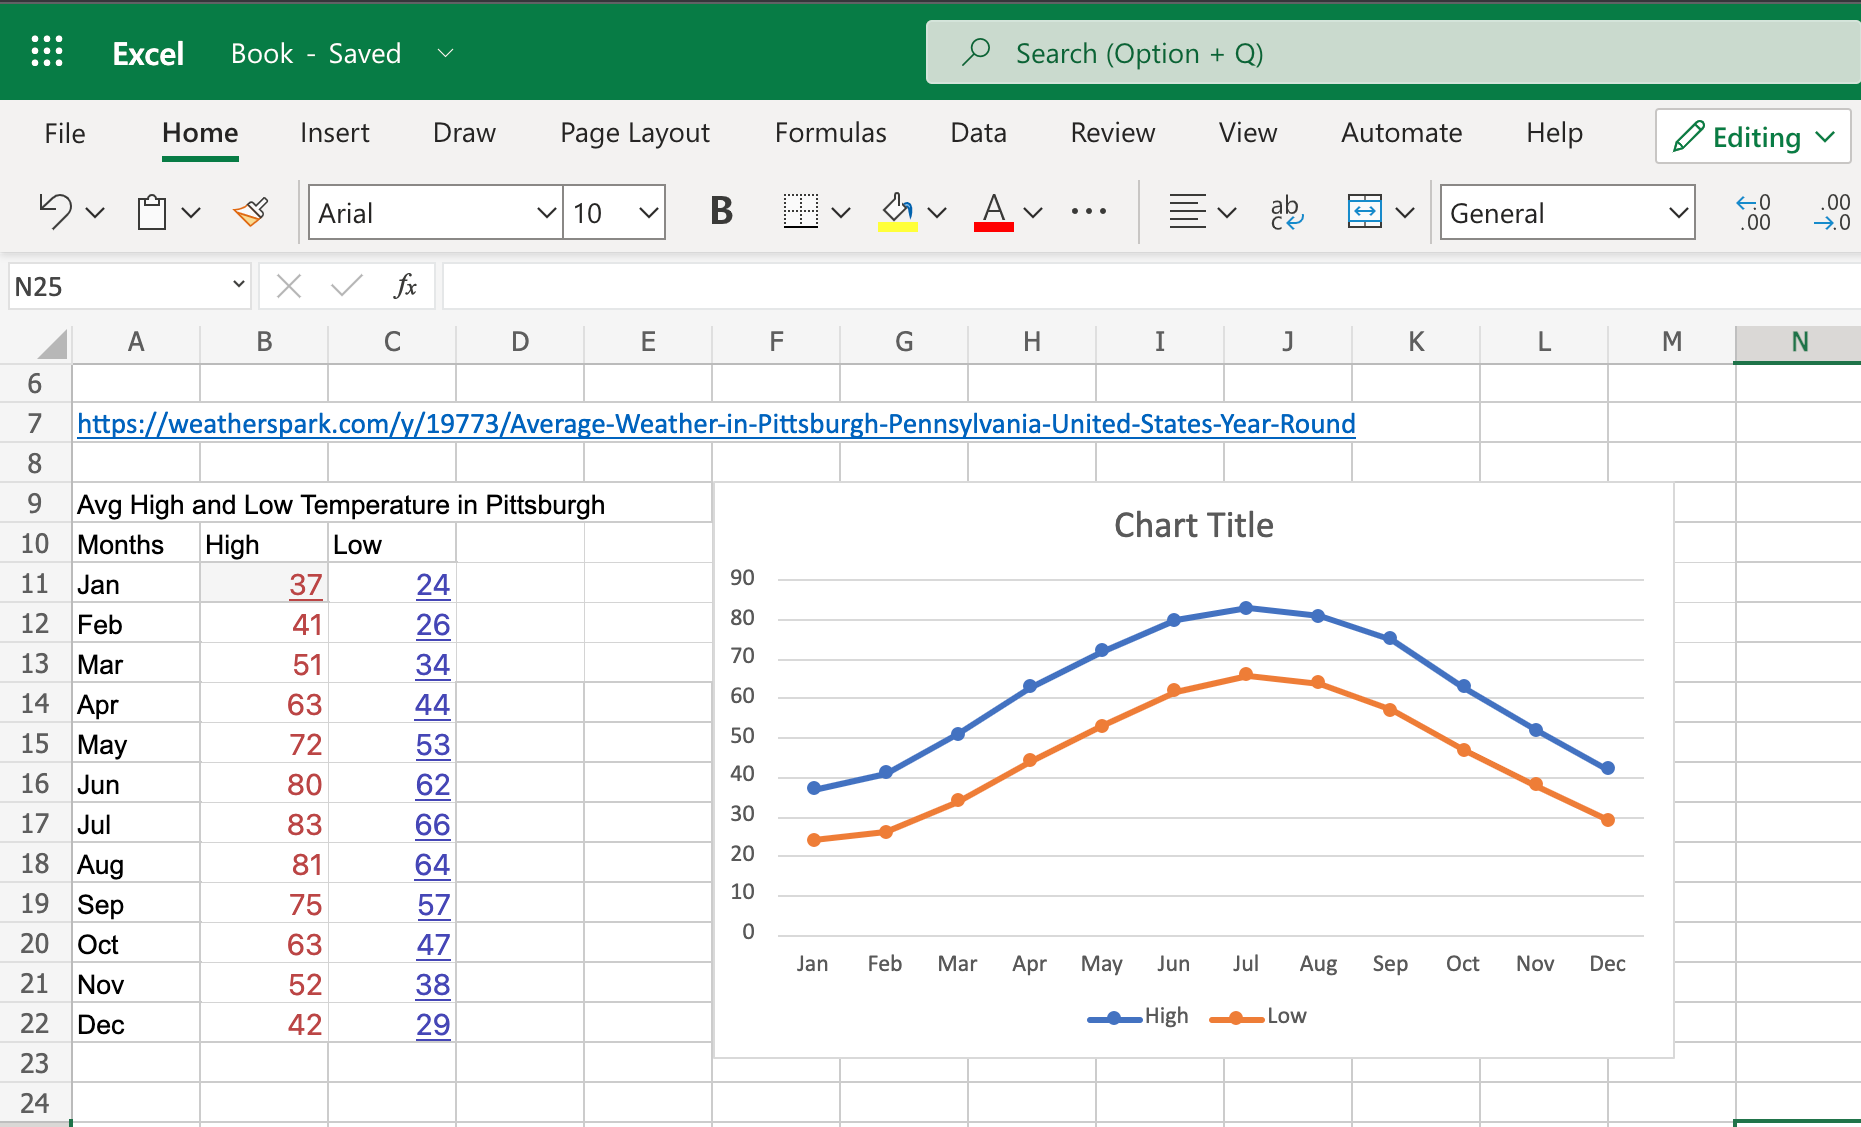 Excel Book - Saved Search (Option + Q)
File Home Insert Draw Page Layout Formulas Data Review View Automate Help Editing
Arial 10 B A ab c General .0 .00 .00 .0
N25 fx
A B C D E F G H I J K L M N
6
7 https://weatherspark.com/y/19773/Average-Weather-in-Pittsburgh-Pennsylvania-United-States-Year-Round
8
9 Avg High and Low Temperature in Pittsburgh
10 Months High Low
11 Jan 37 24
12 Feb 41 26
13 Mar 51 34
14 Apr 63 44
15 May 72 53
16 Jun 80 62
17 Jul 83 66
18 Aug 81 64
19 Sep 75 57
20 Oct 63 47
21 Nov 52 38
22 Dec 42 29
23
24
Chart Title
90
80
70
60
50
40
30
20
10
0
Jan Feb Mar Apr May Jun Jul Aug Sep Oct Nov Dec
High Low